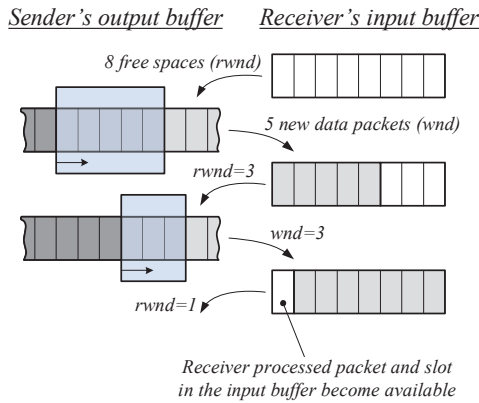 Sender's output buffer
Receiver's input buffer
8 free spaces (rwnd)
5 new data packets (wnd)
rwnd=3
wnd=3
rwnd=1
Receiver processed packet and slot
in the input buffer become available